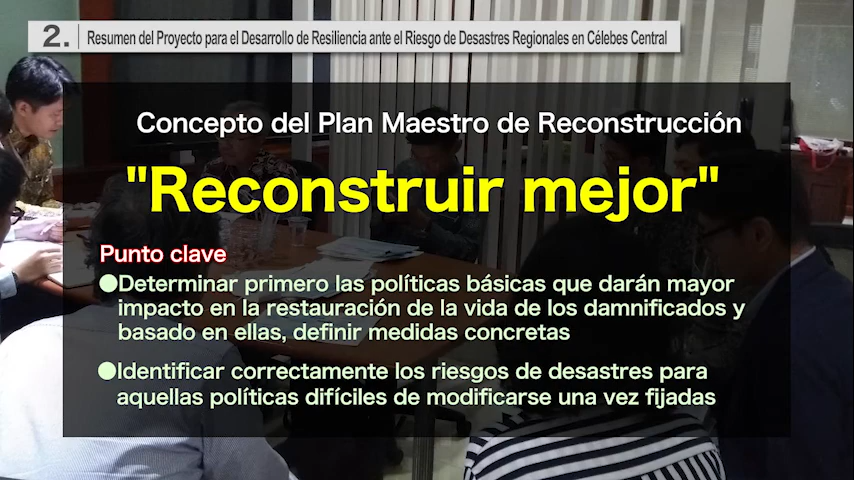 2. Resumen del Proyecto para el Desarrollo de Resiliencia ante el Riesgo de Desastres Regionales en Célebes Central
Concepto del Plan Maestro de Reconstrucción
"Reconstruir mejor"
Punto clave
●Determinar primero las políticas básicas que darán mayor
impacto en la restauración de la vida de los damnificados y
basado en ellas, definir medidas concretas
●Identificar correctamente los riesgos de desastres para
aquellas políticas difíciles de modificarse una vez fijadas